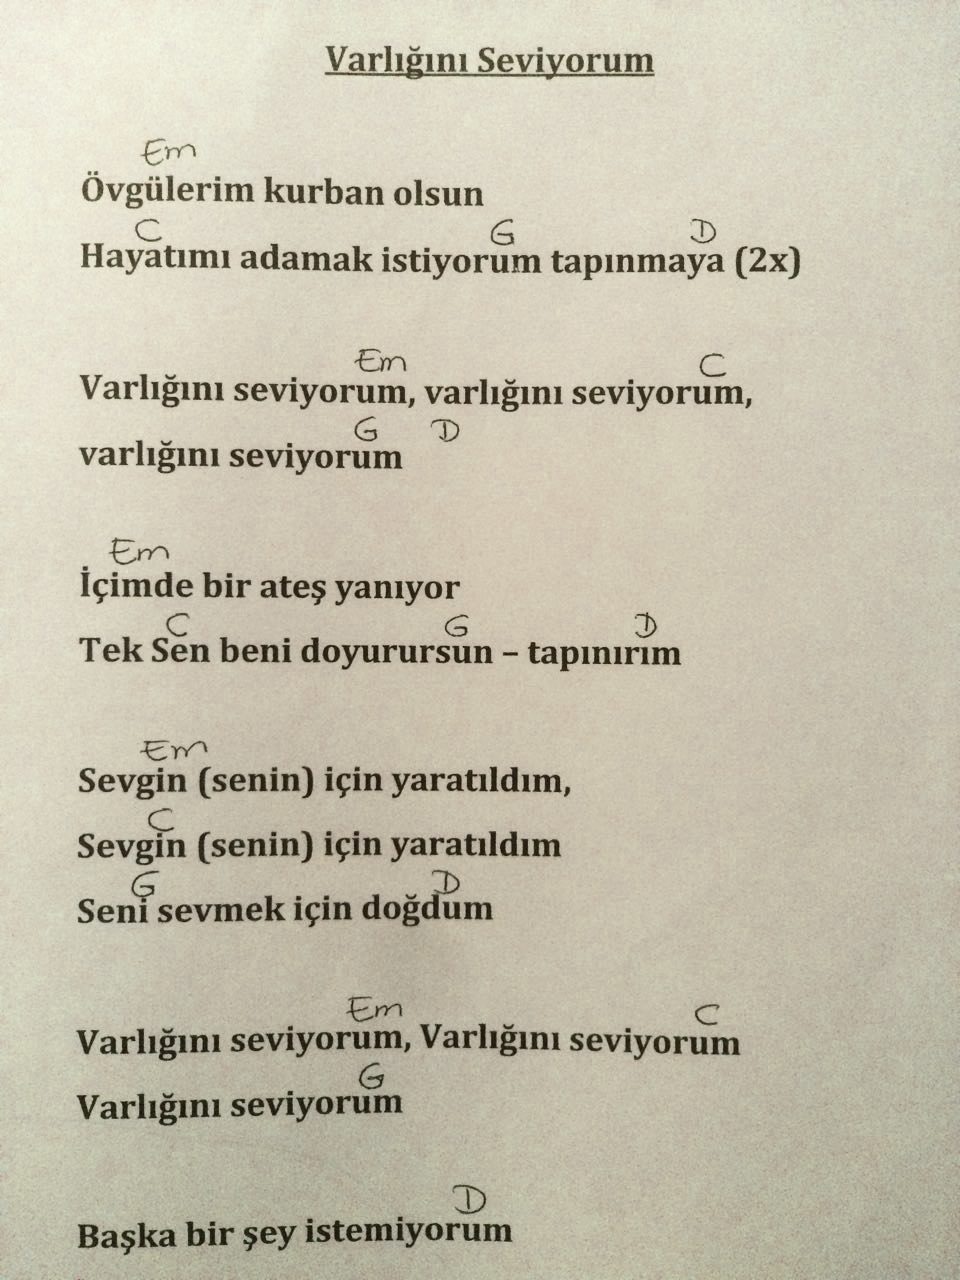 Varlığını Seviyorum
Em
Övgülerim kurban olsun
C G D
Hayatımı adamak istiyorum tapınmaya (2x)
Em C
Varlığını seviyorum, varlığını seviyorum,
G D
varlığını seviyorum
Em
İçimde bir ateş yanıyor
C G D
Tek Sen beni doyurursun – tapınırım
Em
Sevgin (senin) için yaratıldım,
C
Sevgin (senin) için yaratıldım
G D
Seni sevmek için doğdum
Em C
Varlığını seviyorum, Varlığını seviyorum
G
Varlığını seviyorum
D
Başka bir şey istemiyorum